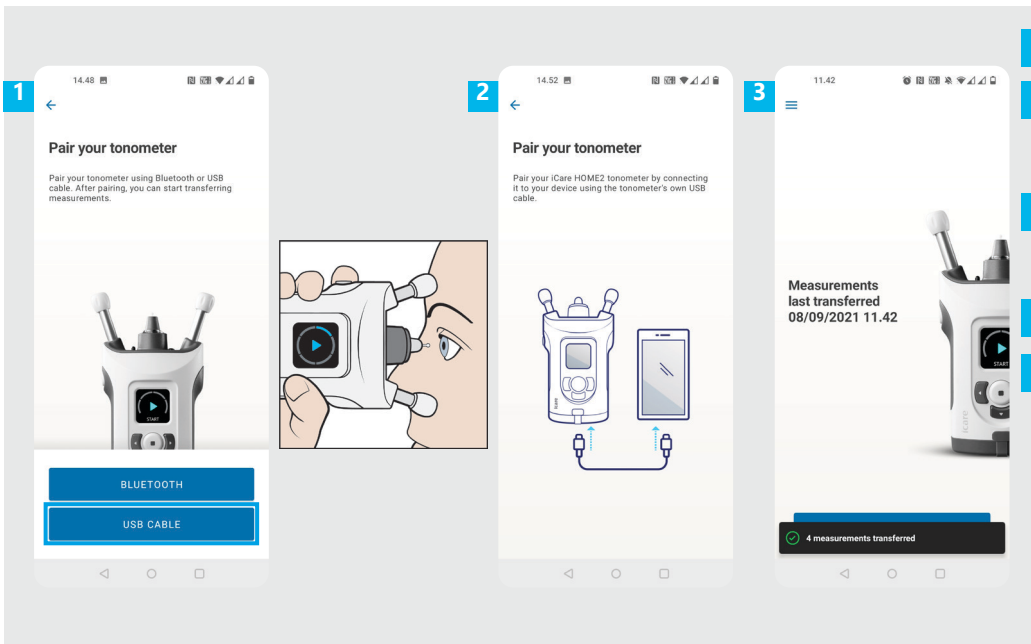 1
14.48
Pair your tonometer
Pair your tonometer using Bluetooth or USB
cable. After pairing, you can start transferring
measurements.
START
BLUETOOTH
USB CABLE
2
14.52
Pair your tonometer
Pair your iCare HOME2 tonometer by connecting
it to your device using the tonometer's own USB
cable.
icare
3
11.42
Measurements
last transferred
08/09/2021 11.42
START
icare
4 measurements transferred